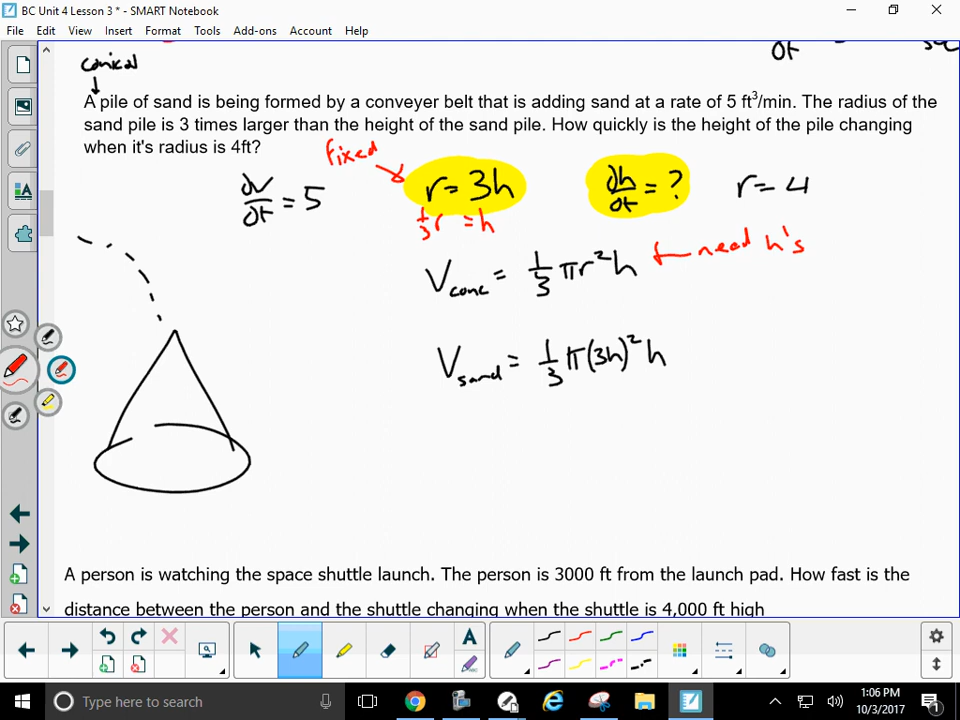 BC Unit 4 Lesson 3 * - SMART Notebook
File Edit View Insert Format Tools Add-ons Account Help
conical
A pile of sand is being formed by a conveyer belt that is adding sand at a rate of 5 ft³/min. The radius of the
sand pile is 3 times larger than the height of the sand pile. How quickly is the height of the pile changing
when it's radius is 4ft?
fixed
dV/dt = 5
r = 3h
dh/dt = ?
r = 4
1/3 r = h
V cone = 1/3 πr²h
need h's
V sand = 1/3 π(3h)² h
A person is watching the space shuttle launch. The person is 3000 ft from the launch pad. How fast is the
distance between the person and the shuttle changing when the shuttle is 4,000 ft high
A
Type here to search
1:06 PM
10/3/2017
1